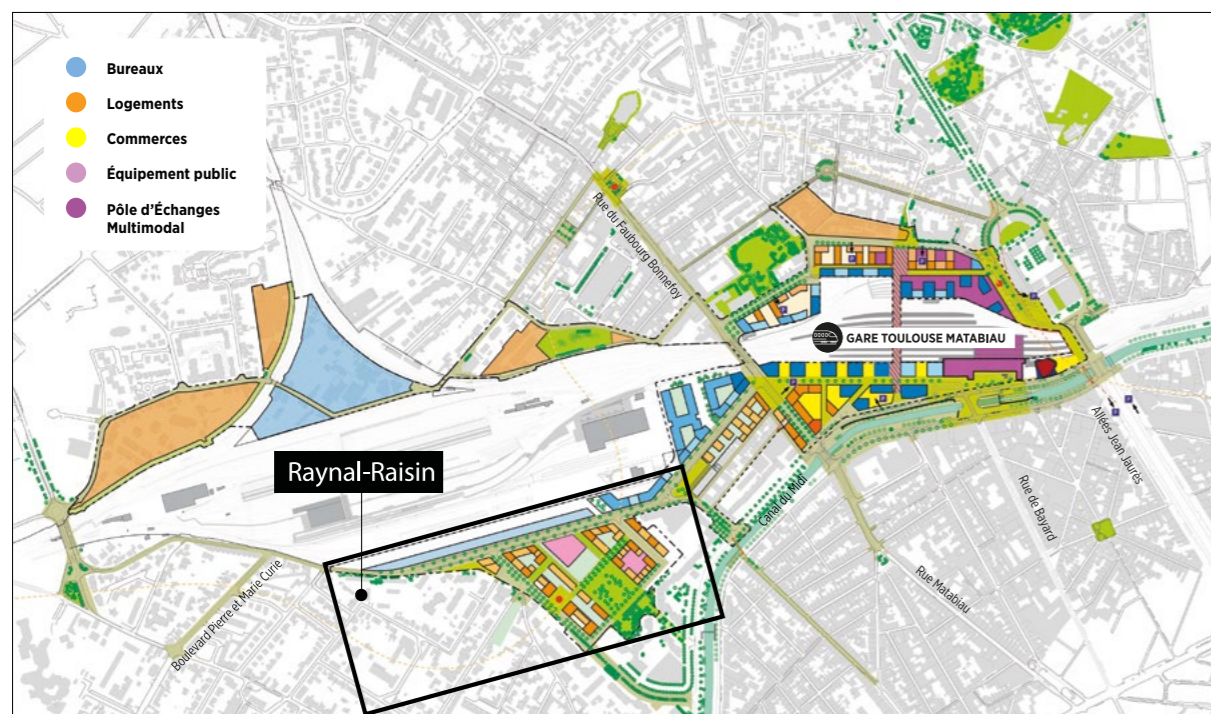 Bureaux
Logements
Commerces
Équipement public
Pôle d'Échanges
Multimodal
Rue du Faubourg Bonnefoy
GARE TOULOUSE MATABIAU
Raynal-Raisin
Boulevard Pierre et Marie Curie
Canal du Midi
Rue Matabiau
Rue de Bayard
Allées Jean Jaurès
P
P
P
P
P
P
P